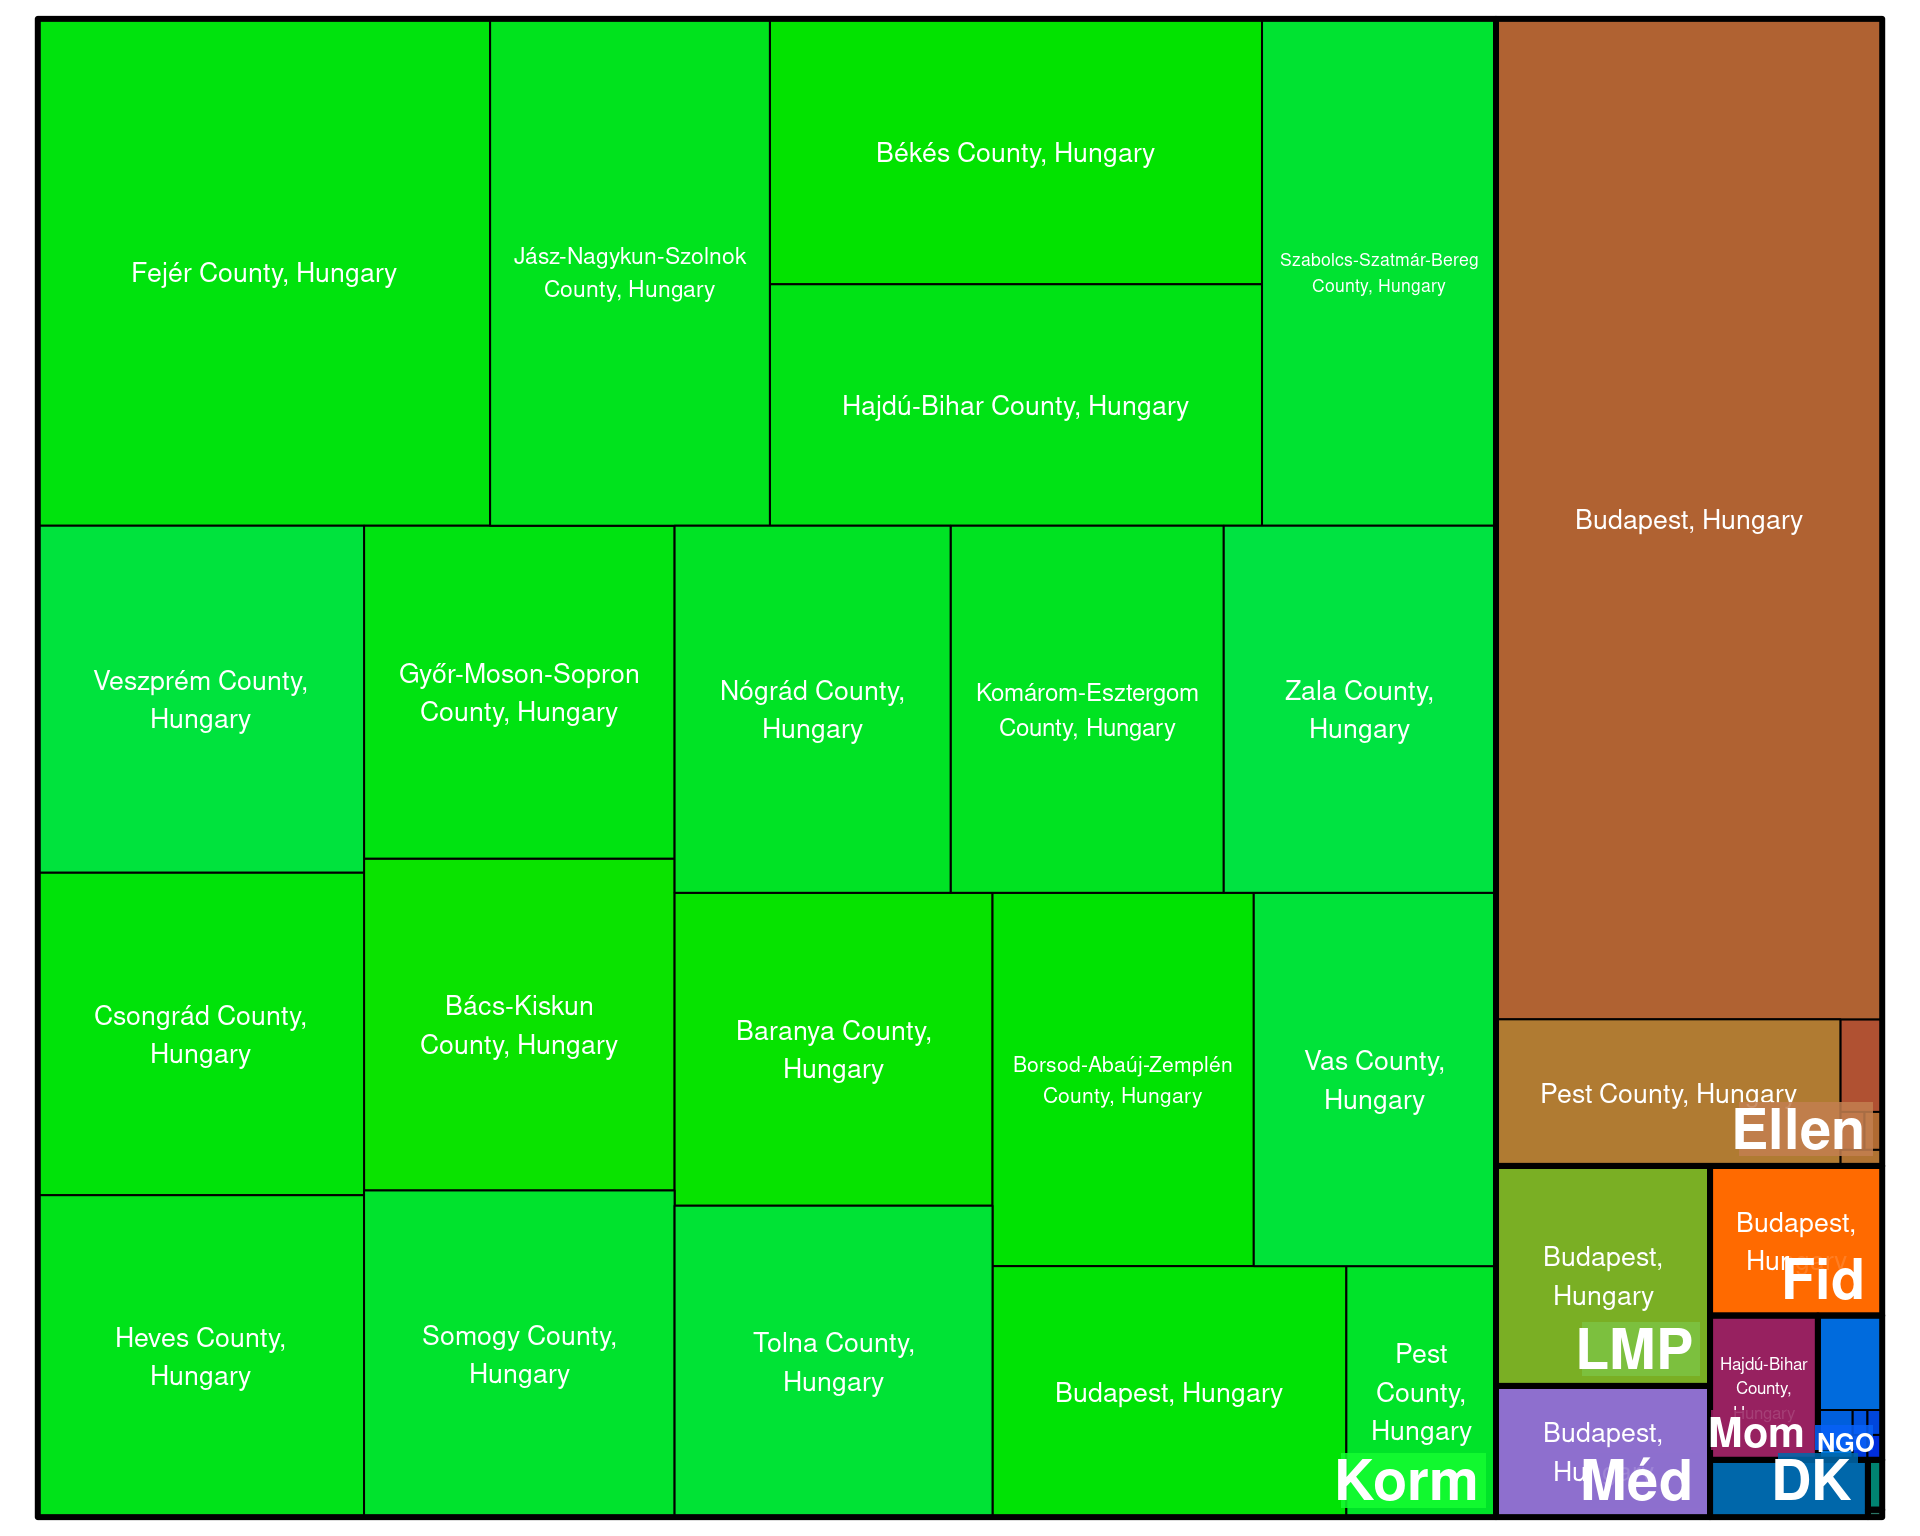 Fejér County, Hungary
Jász-Nagykun-Szolnok
County, Hungary
Békés County, Hungary
Hajdú-Bihar County, Hungary
Szabolcs-Szatmár-Bereg
County, Hungary
Budapest, Hungary
Veszprém County,
Hungary
Győr-Moson-Sopron
County, Hungary
Nógrád County,
Hungary
Komárom-Esztergom
County, Hungary
Zala County,
Hungary
Csongrád County,
Hungary
Bács-Kiskun
County, Hungary
Baranya County,
Hungary
Borsod-Abaúj-Zemplén
County, Hungary
Vas County,
Hungary
Pest County, Hungary
Ellen
Heves County,
Hungary
Somogy County,
Hungary
Tolna County,
Hungary
Budapest, Hungary
Pest
County,
Hungary
Korm
Budapest,
Hungary
LMP
Budapest,
Hungary
Fid
Hajdú-Bihar
County,
Hungary
Mom
NGO
Budapest,
Méd
DK